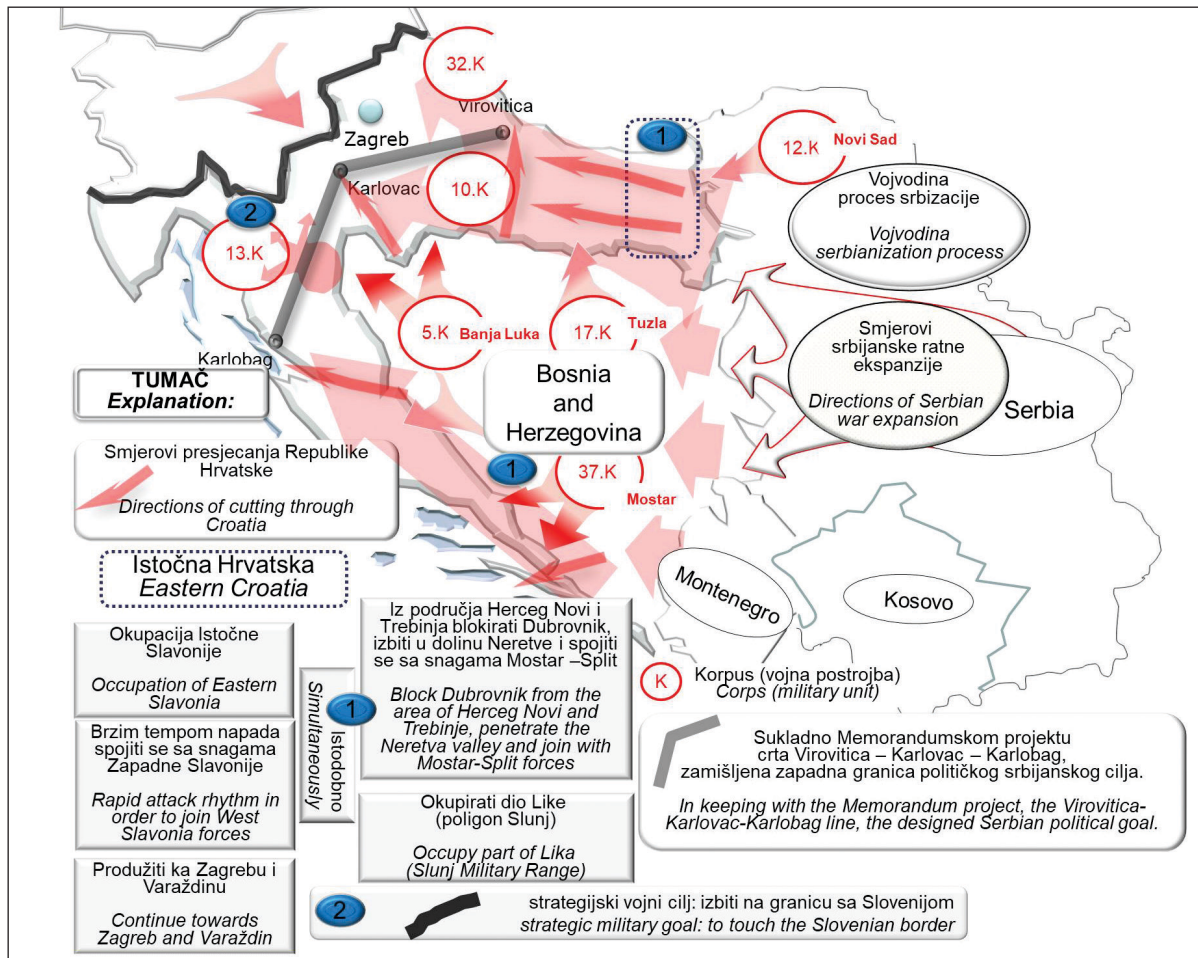 32.K
Virovitica
Zagreb
1
12.K
Novi Sad
Karlovac
10.K
Vojvodina
proces srbizacije
Vojvodina
serbianization process
2
13.K
5.K
Banja Luka
17.K
Tuzla
Karlobag
Smjerovi
srbijanske ratne
ekspanzije
Directions of Serbian
war expansion
Serbia
Bosnia
and
Herzegovina
TUMAČ
Explanation:
1
37.K
Mostar
Smjerovi presjecanja Republike
Hrvatske
Directions of cutting through
Croatia
Istočna Hrvatska
Eastern Croatia
Montenegro
Kosovo
Okupacija Istočne
Slavonije
Occupation of Eastern
Slavonia
Brzim tempom napada
spojiti se sa snagama
Zapadne Slavonije
Rapid attack rhythm in
order to join West
Slavonia forces
Produžiti ka Zagrebu i
Varaždinu
Continue towards
Zagreb and Varaždin
Istodobno
Simultaneously
1
Iz područja Herceg Novi i
Trebinja blokirati Dubrovnik,
izbiti u dolinu Neretve i spojiti
se sa snagama Mostar –Split
Block Dubrovnik from the
area of Herceg Novi and
Trebinje, penetrate the
Neretva valley and join with
Mostar-Split forces
Okupirati dio Like
(poligon Slunj)
Occupy part of Lika
(Slunj Military Range)
K
Korpus (vojna postrojba)
Corps (military unit)
Sukladno Memorandumskom projektu
crta Virovitica – Karlovac – Karlobag,
zamišljena zapadna granica političkog srbijanskog cilja.
In keeping with the Memorandum project, the Virovitica-
Karlovac-Karlobag line, the designed Serbian political goal.
2
strategijski vojni cilj: izbiti na granicu sa Slovenijom
strategic military goal: to touch the Slovenian border